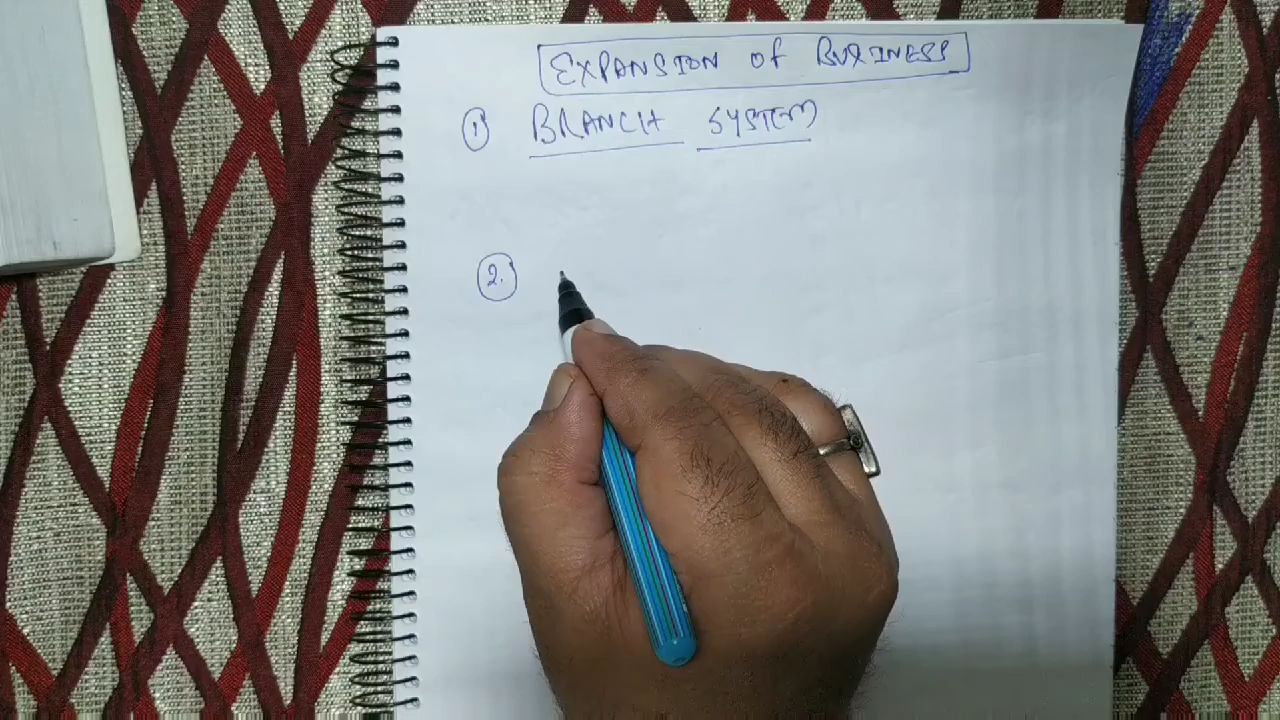 EXPANSION of BUSINESS
1) BRANCH SYSTEM
2.